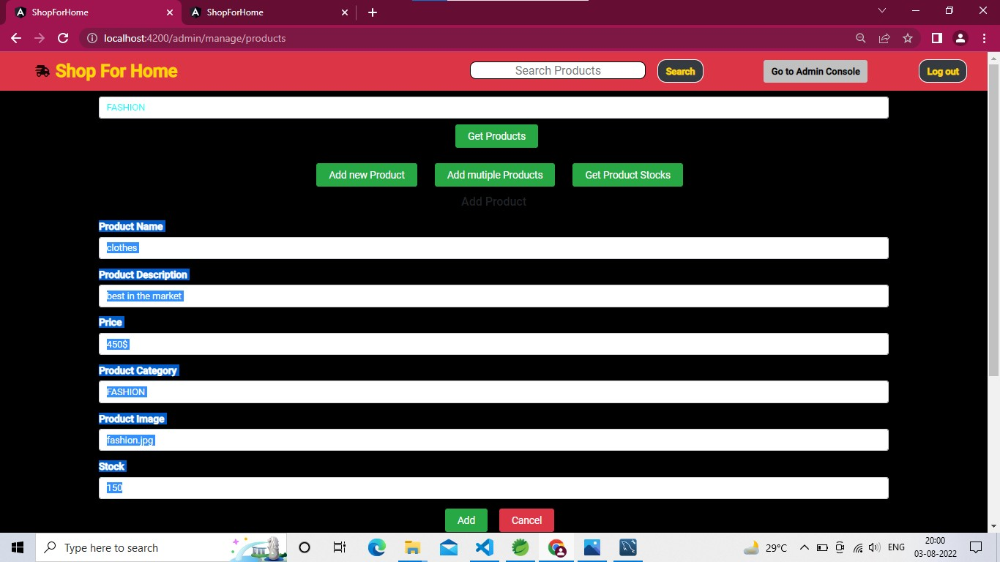 ShopForHome
ShopForHome
localhost:4200/admin/manage/products
Shop For Home
Search Products
Search
Go to Admin Console
Log out
FASHION
Get Products
Add new Product
Add mutiple Products
Get Product Stocks
Add Product
Product Name
clothes
Product Description
best in the market
Price
450$
Product Category
FASHION
Product Image
fashion.jpg
Stock
150
Add
Cancel
Type here to search
29°C
ENG
20:00
03-08-2022